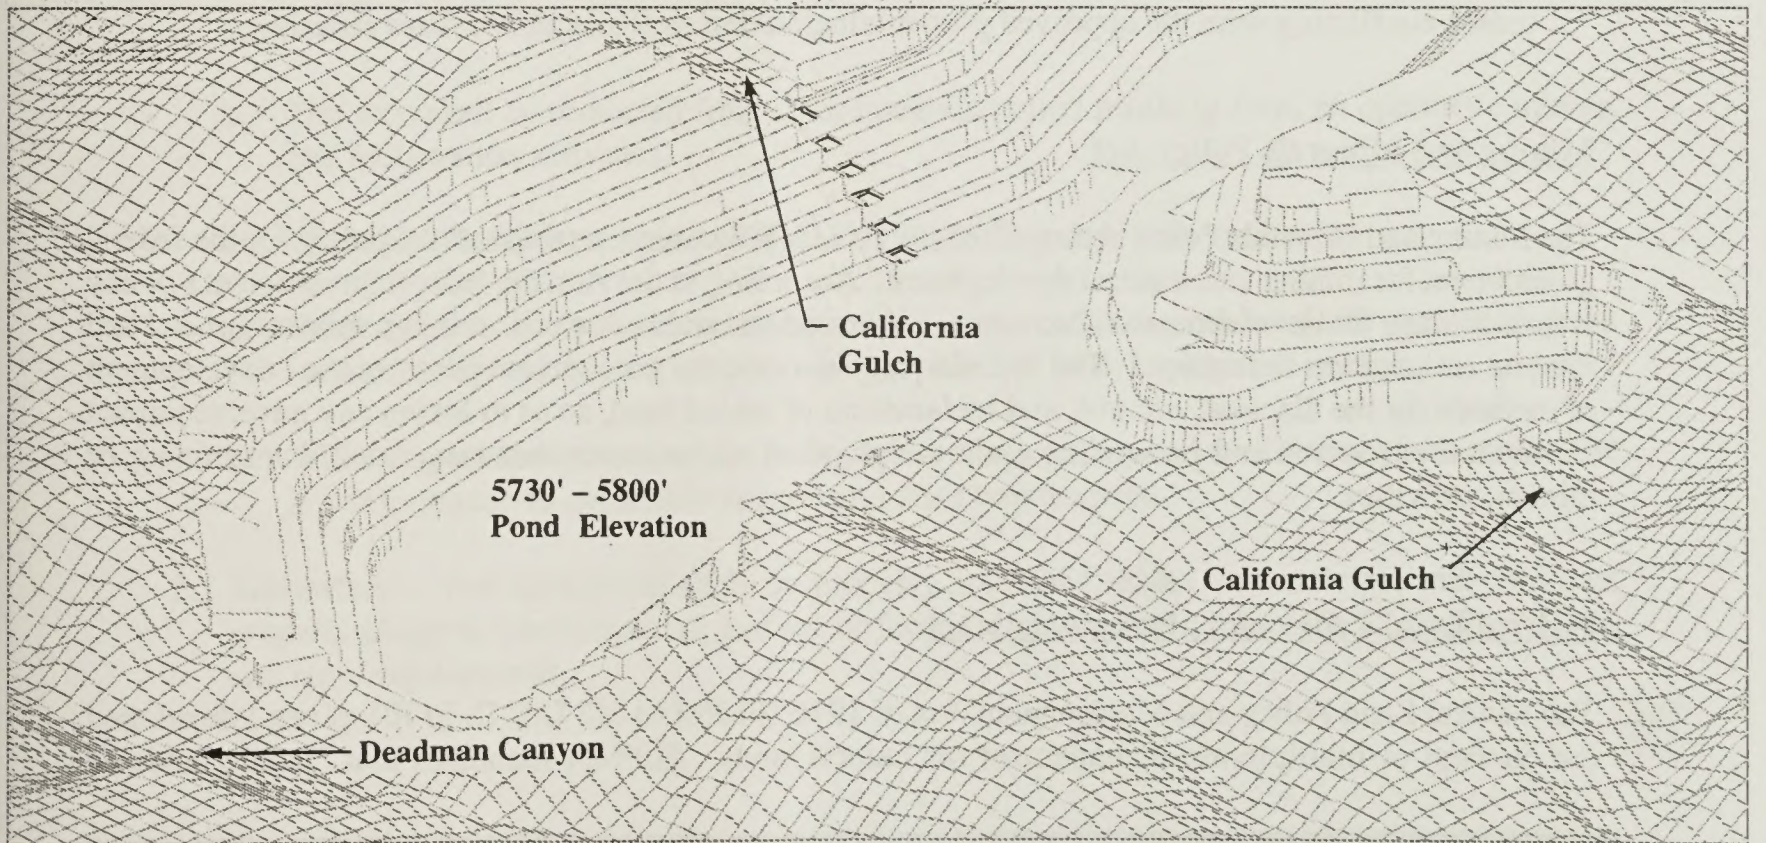 California
Gulch
5730' – 5800'
Pond Elevation
California Gulch
Deadman Canyon